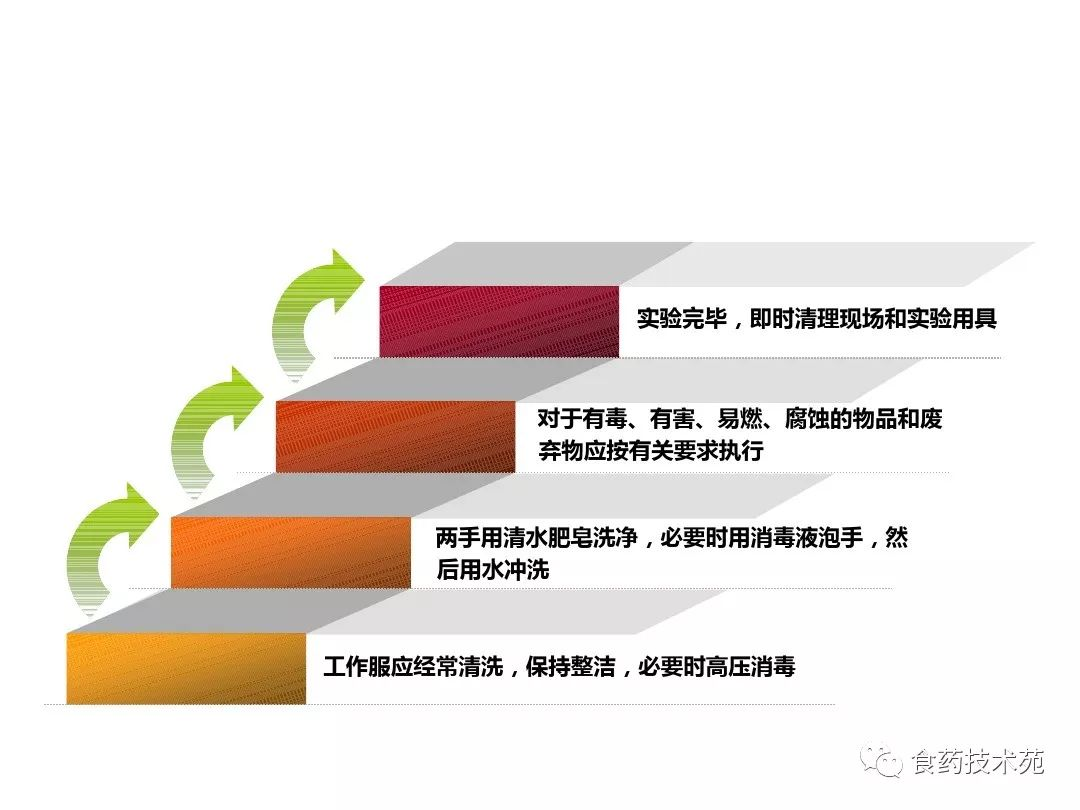 实验完毕，即时清理现场和实验用具
对于有毒、有害、易燃、腐蚀的物品和废
弃物应按有关要求执行
两手用清水肥皂洗净，必要时用消毒液泡手，然
后用水冲洗
工作服应经常清洗，保持整洁，必要时高压消毒
食药技术苑